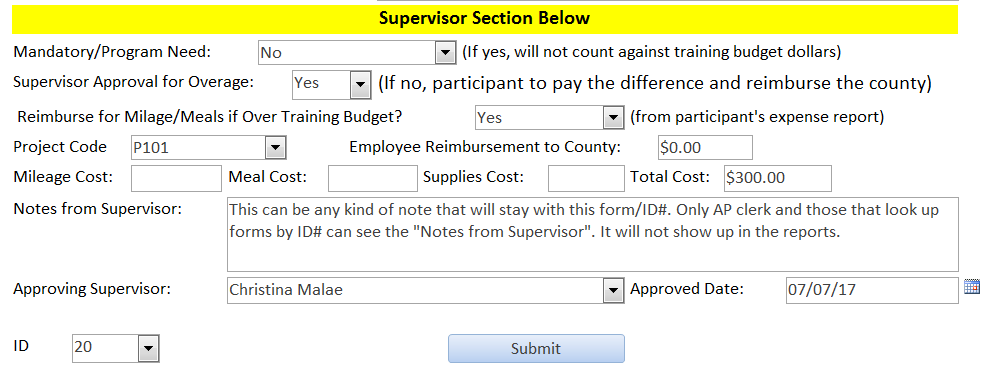 Supervisor Section Below
Mandatory/Program Need: No (If yes, will not count against training budget dollars)
Supervisor Approval for Overage: Yes (If no, participant to pay the difference and reimburse the county)
Reimburse for Milage/Meals if Over Training Budget? Yes (from participant's expense report)
Project Code P101 Employee Reimbursement to County: $0.00
Mileage Cost: Meal Cost: Supplies Cost: Total Cost: $300.00
Notes from Supervisor: This can be any kind of note that will stay with this form/ID#. Only AP clerk and those that look up
forms by ID# can see the "Notes from Supervisor". It will not show up in the reports.
Approving Supervisor: Christina Malae Approved Date: 07/07/17
ID 20 Submit